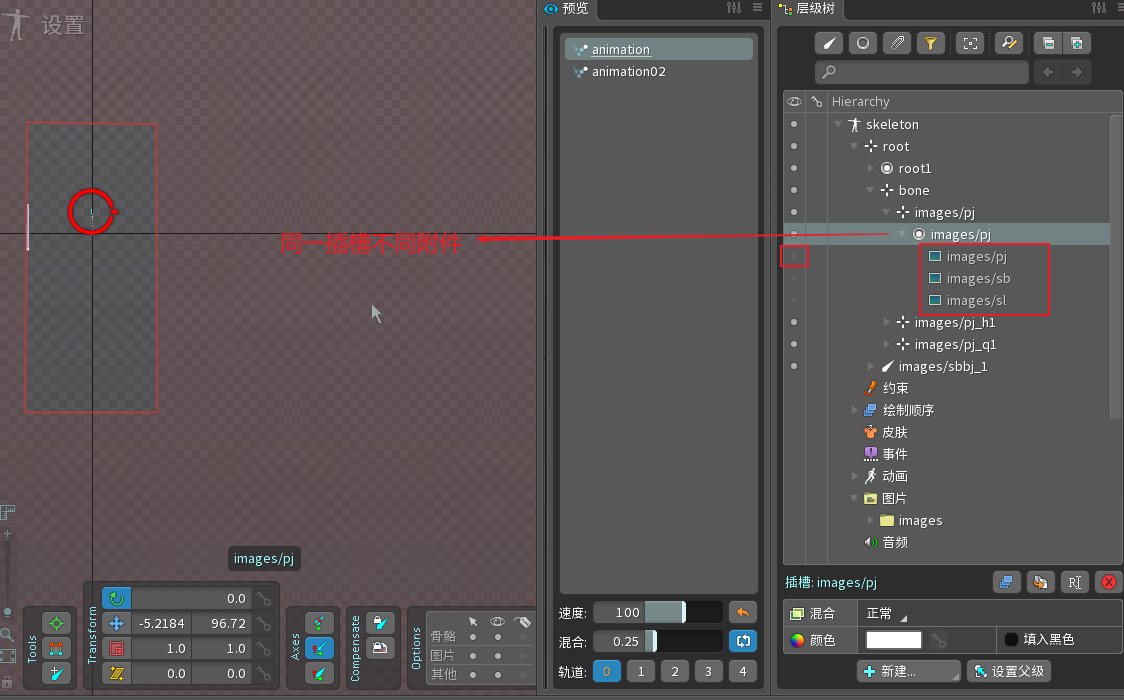 设置
同一插槽不同附件
images/pj
Tools
Transform
0.0
-5.2184 96.72
1.0 1.0
0.0 0.0
Axes
Compensate
Options
骨骼
图片
其他
预览
animation
animation02
速度: 100
混合: 0.25
轨道: 0 1 2 3 4
层级树
Hierarchy
skeleton
root
root1
bone
images/pj
images/pj
images/pj
images/sb
images/sl
images/pj_h1
images/pj_q1
images/sbbj_1
约束
绘制顺序
皮肤
事件
动画
图片
images
音频
插槽: images/pj
混合 正常
颜色 填入黑色
新建... 设置父级